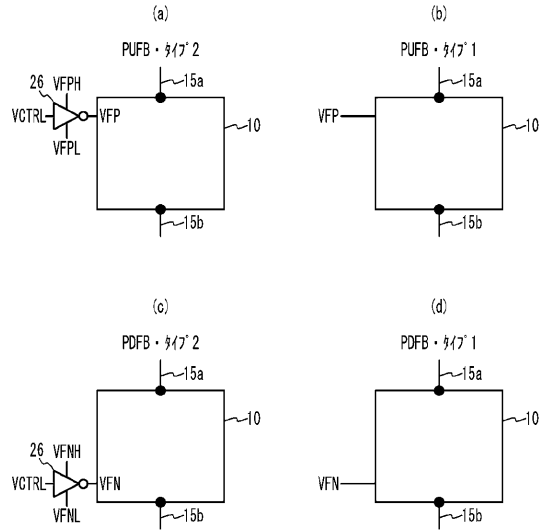 (a)
PUFB・ﾀｲﾌﾟ2
15a
26
VFPH
VCTRL
VFP
VFPL
10
15b
(b)
PUFB・ﾀｲﾌﾟ1
15a
VFP
10
15b
(c)
PDFB・ﾀｲﾌﾟ2
15a
10
26
VFNH
VCTRL
VFN
VFNL
15b
(d)
PDFB・ﾀｲﾌﾟ1
15a
10
VFN
15b